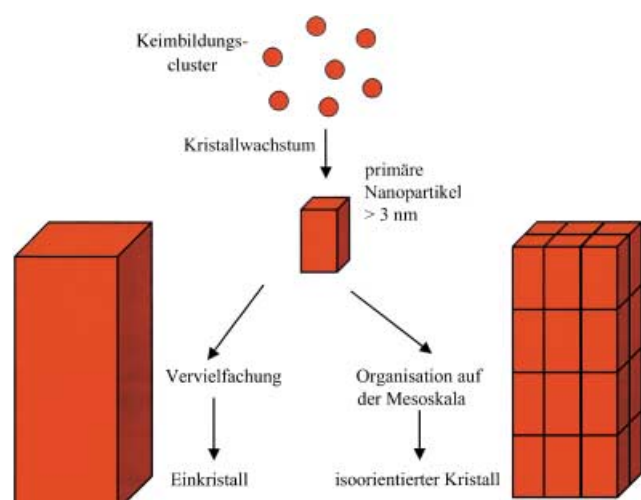 Keimbildungs-
cluster
Kristallwachstum
primäre
Nanopartikel
> 3 nm
Vervielfachung
Organisation auf
der Mesoskala
Einkristall
isoorientierter Kristall